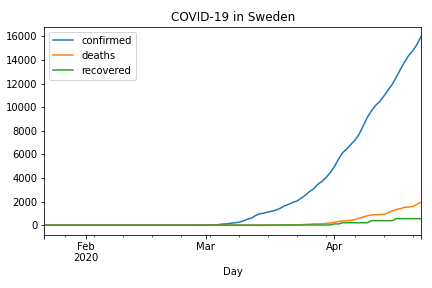 COVID-19 in Sweden
confirmed
deaths
recovered
16000
14000
12000
10000
8000
6000
4000
2000
0
Feb
2020
Mar
Apr
Day